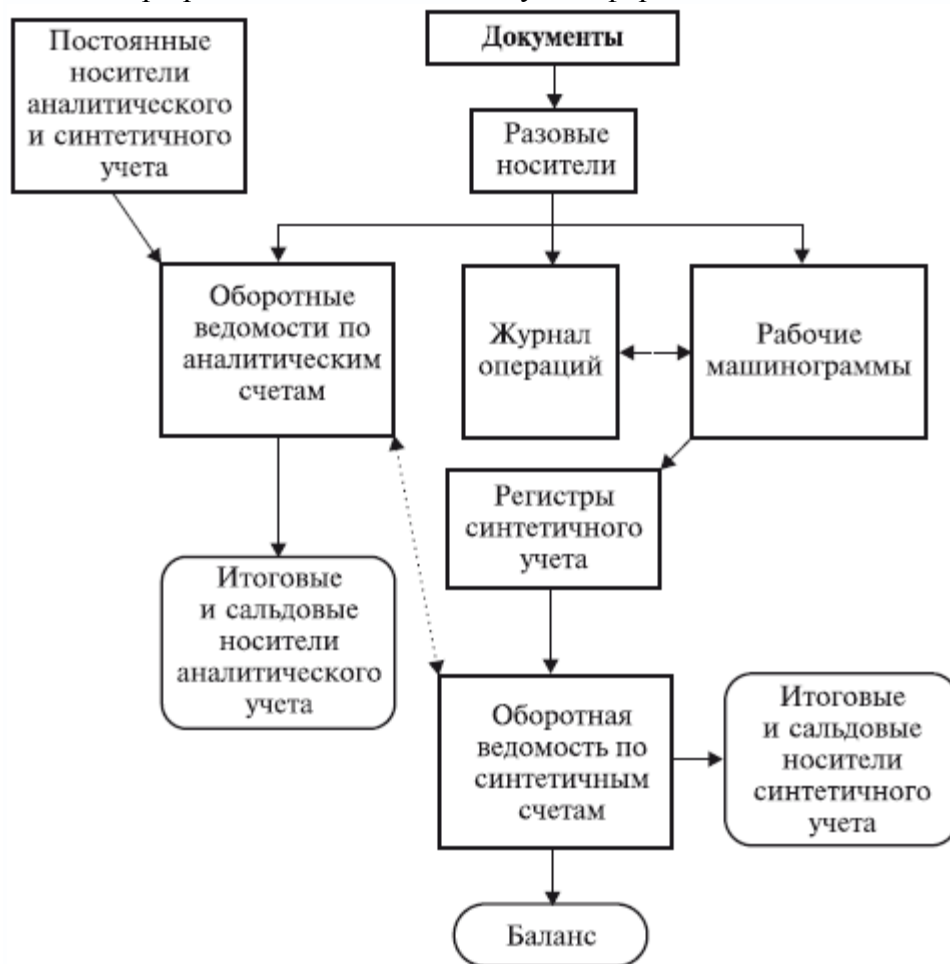 Постоянные
носители
аналитического
и синтетичного
учета
Документы
Разовые
носители
Оборотные
ведомости по
аналитическим
счетам
Журнал
операций
Рабочие
машинограммы
Регистры
синтетичного
учета
Итоговые
и сальдовые
носители
аналитического
учета
Оборотная
ведомость по
синтетичным
счетам
Итоговые
и сальдовые
носители
синтетичного
учета
Баланс